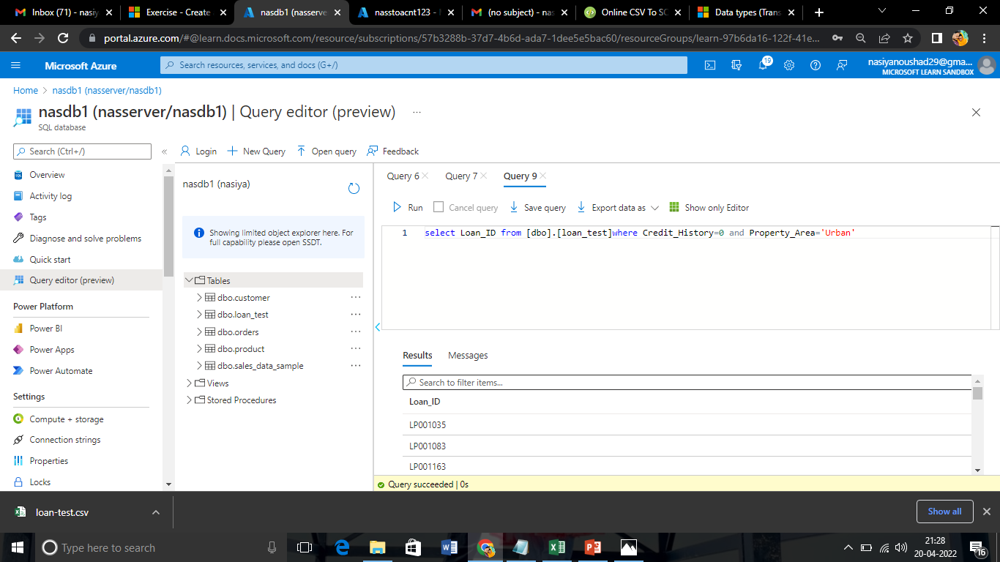 Inbox (71) - nasiy
Exercise - Create
nasdb1 (nasserve
nasstoacnt123 -
(no subject) - nas
Online CSV To SC
Data types (Trans
portal.azure.com/#@learn.docs.microsoft.com/resource/subscriptions/57b3288b-37d7-4b6d-ada7-1dee5e5bac60/resourceGroups/learn-97b6da16-122f-41e...
Microsoft Azure
Search resources, services, and docs (G+/)
19
nasiyanoushad29@gma...
MICROSOFT LEARN SANDBOX
Home > nasdb1 (nasserver/nasdb1)
nasdb1 (nasserver/nasdb1) | Query editor (preview) ...
SQL database
Search (Ctrl+/)
«
Overview
Activity log
Tags
Diagnose and solve problems
Quick start
Query editor (preview)
Power Platform
Power BI
Power Apps
Power Automate
Settings
Compute + storage
Connection strings
Properties
Locks
Login
New Query
Open query
Feedback
nasdb1 (nasiya)
Showing limited object explorer here. For
full capability please open SSDT.
Tables
dbo.customer ...
dbo.loan_test ...
dbo.orders ...
dbo.product ...
dbo.sales_data_sample ...
Views
Stored Procedures
Query 6
Query 7
Query 9
Run
Cancel query
Save query
Export data as
Show only Editor
1 select Loan_ID from [dbo].[loan_test]where Credit_History=0 and Property_Area='Urban'
Results
Messages
Search to filter items...
Loan_ID
LP001035
LP001083
LP001163
Query succeeded | 0s
loan-test.csv
Show all
Type here to search
21:28
20-04-2022
16